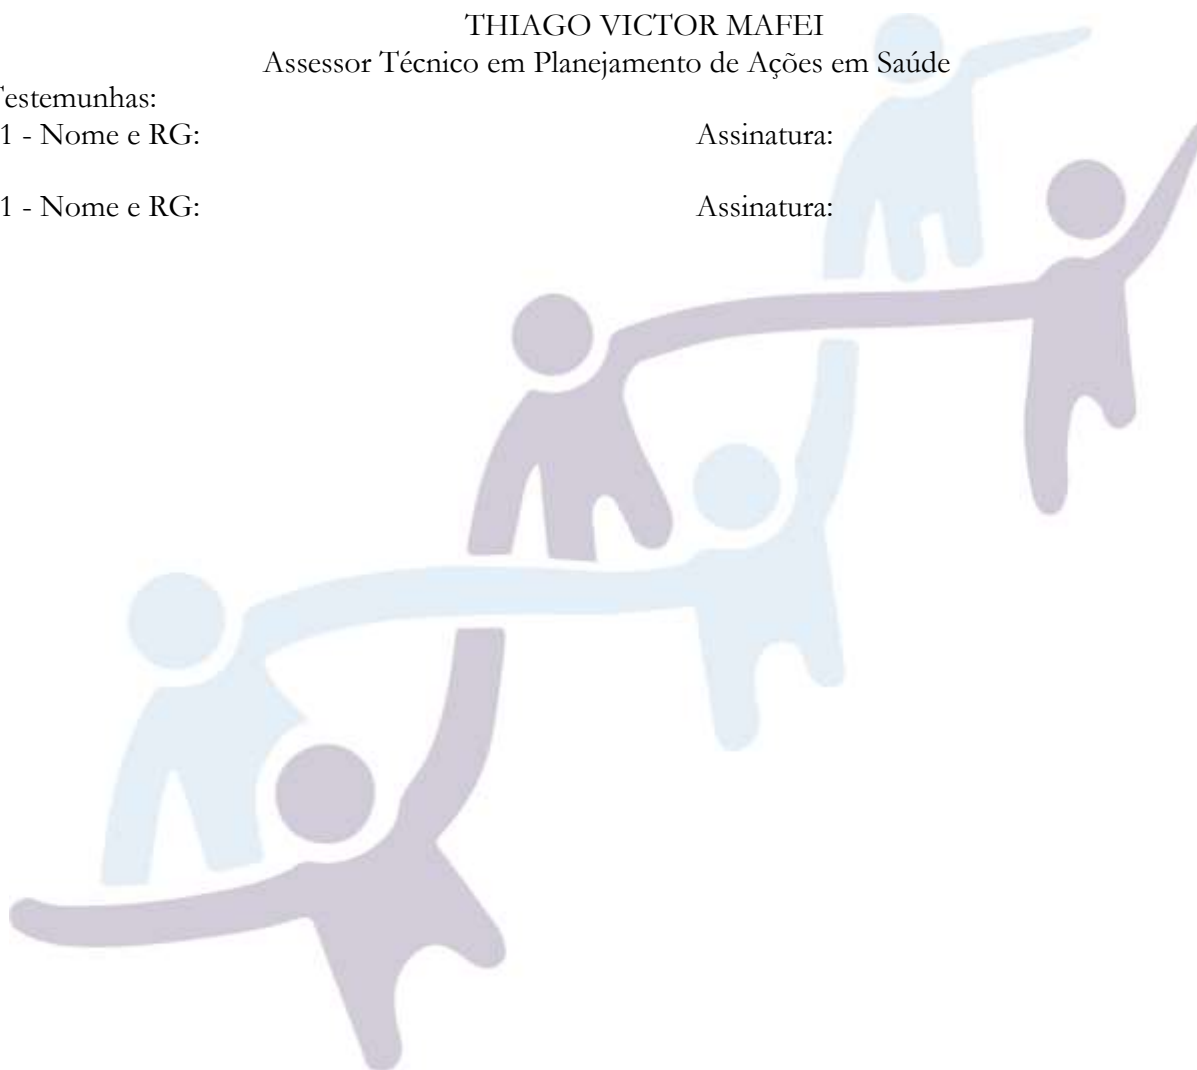 THIAGO VICTOR MAFEI
Assessor Técnico em Planejamento de Ações em Saúde
Testemunhas:
1 - Nome e RG: Assinatura:
1 - Nome e RG: Assinatura: